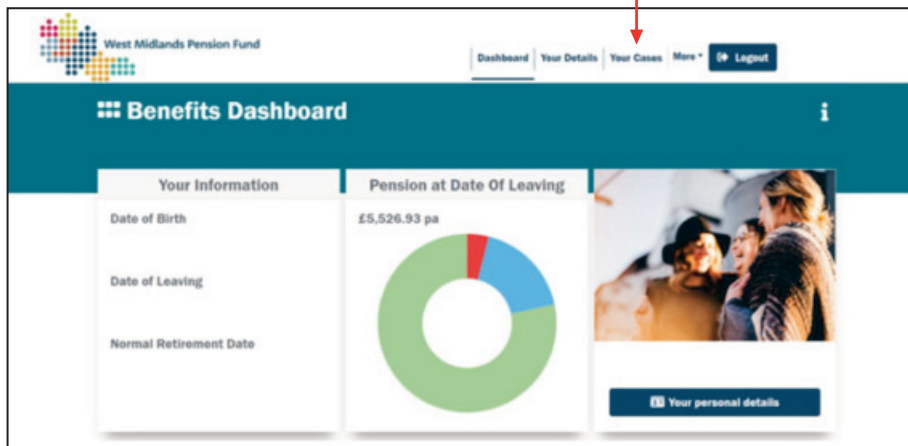 West Midlands Pension Fund
Dashboard Your Details Your Cases More Logout
Benefits Dashboard
i
Your Information
Date of Birth
Date of Leaving
Normal Retirement Date
Pension at Date Of Leaving
£5,526.93 pa
Your personal details